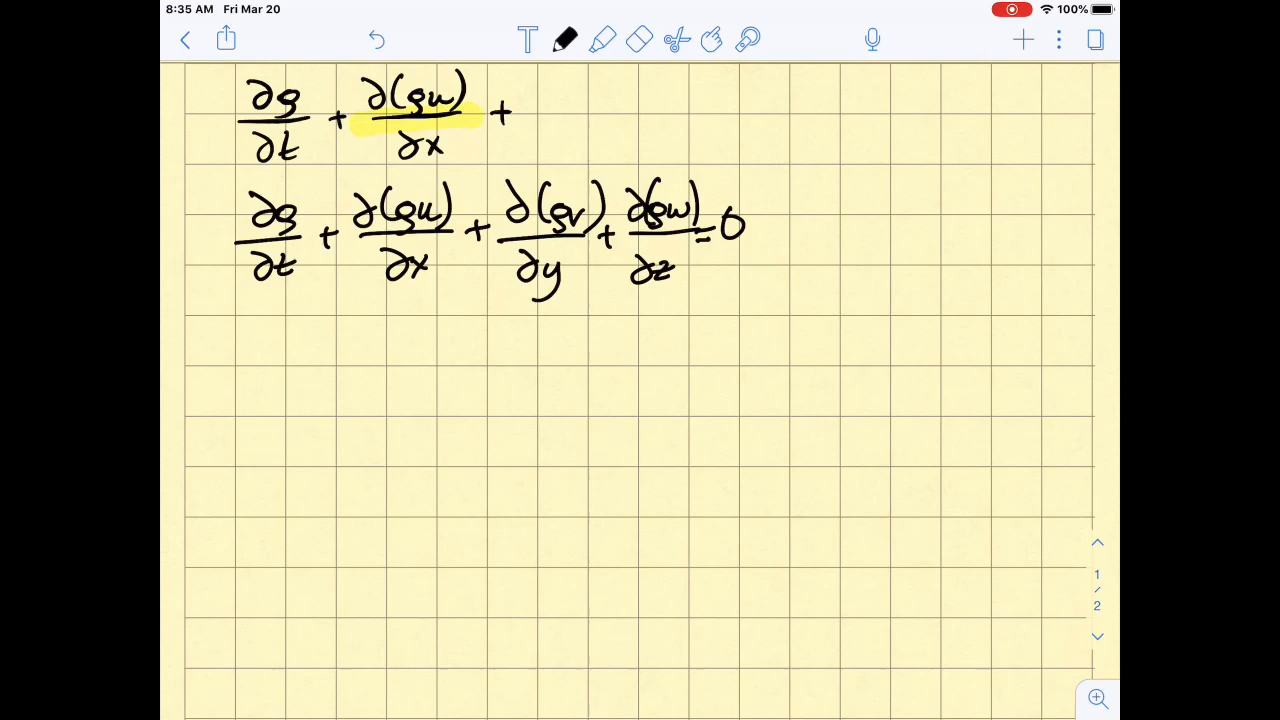 8:35 AM Fri Mar 20 100%
T
∂ρ/∂t + ∂(ρu)/∂x +
∂ρ/∂t + ∂(ρu)/∂x + ∂(ρv)/∂y + ∂(ρw)/∂z = 0
1
/
2